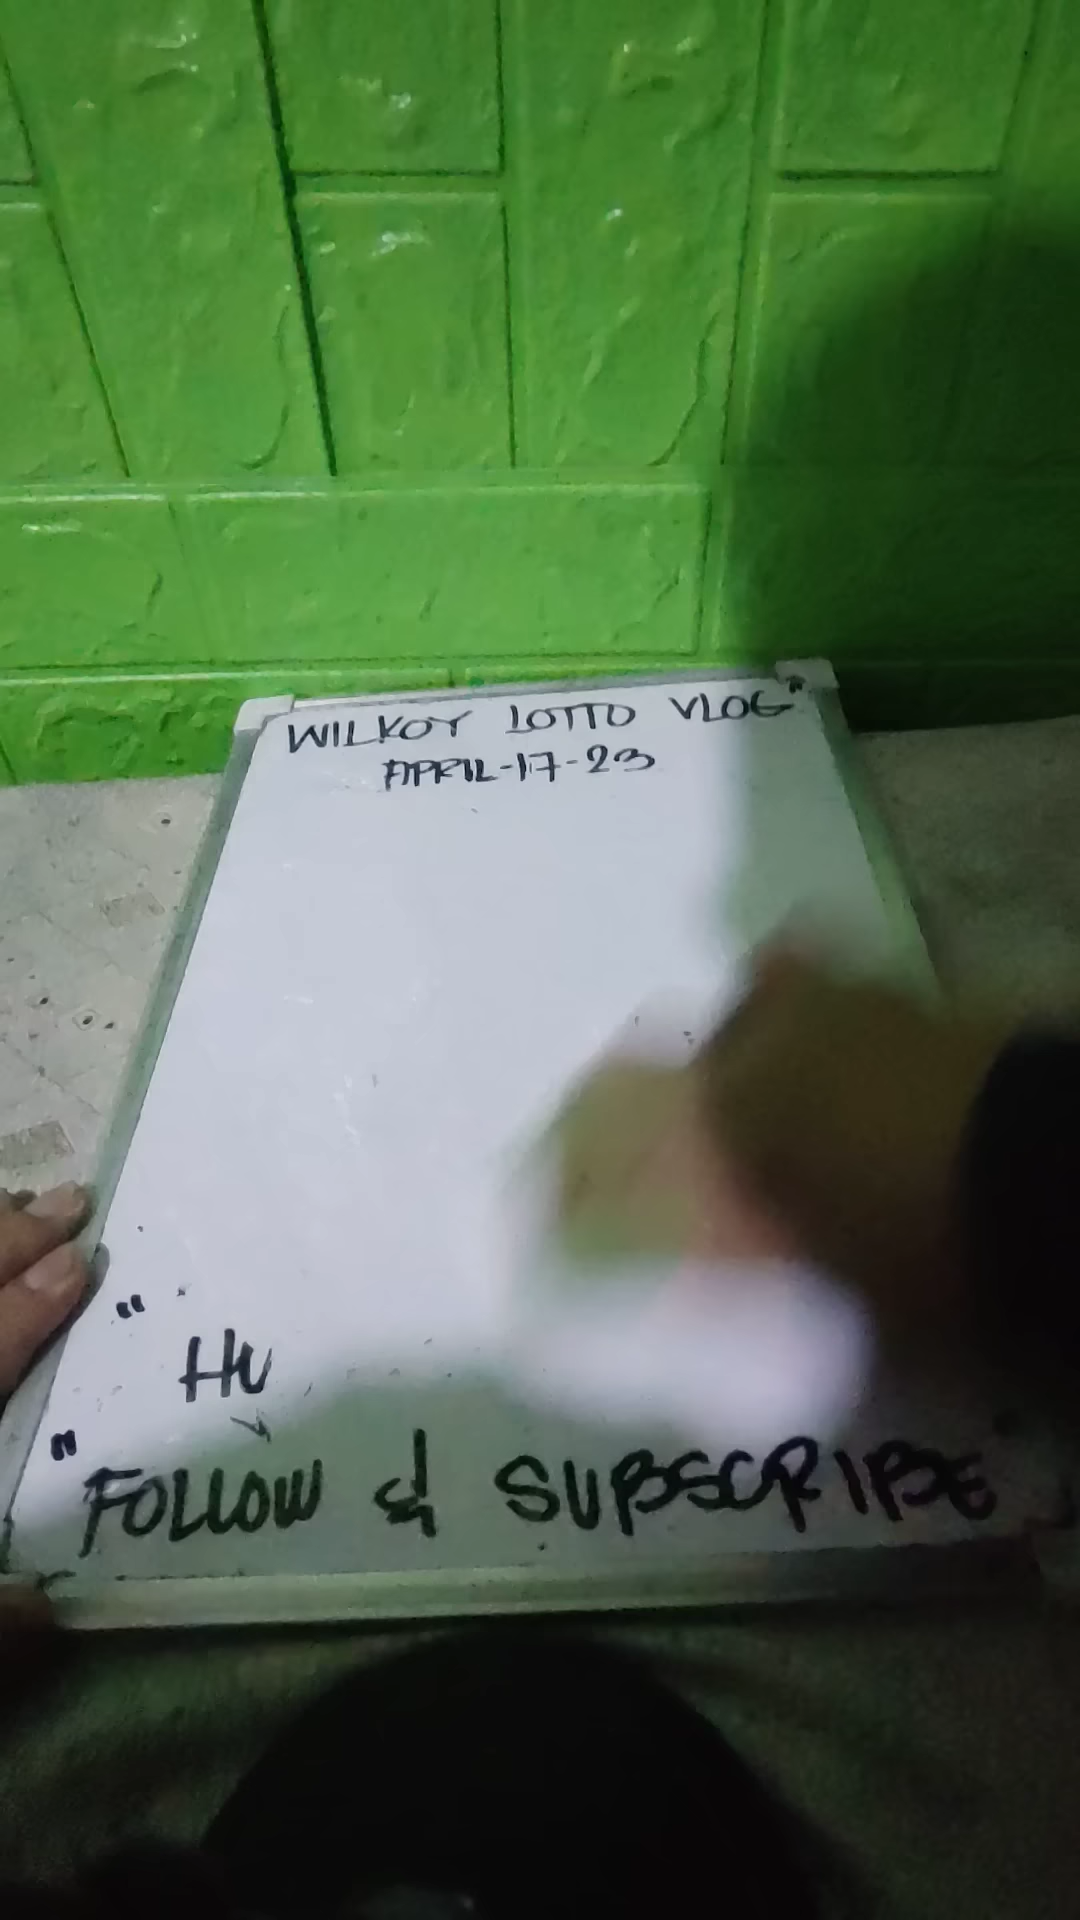 WILKOY LOTTO VLOG"
APRIL-17-23
"
HU
"FOLLOW & SUBSCRIBE